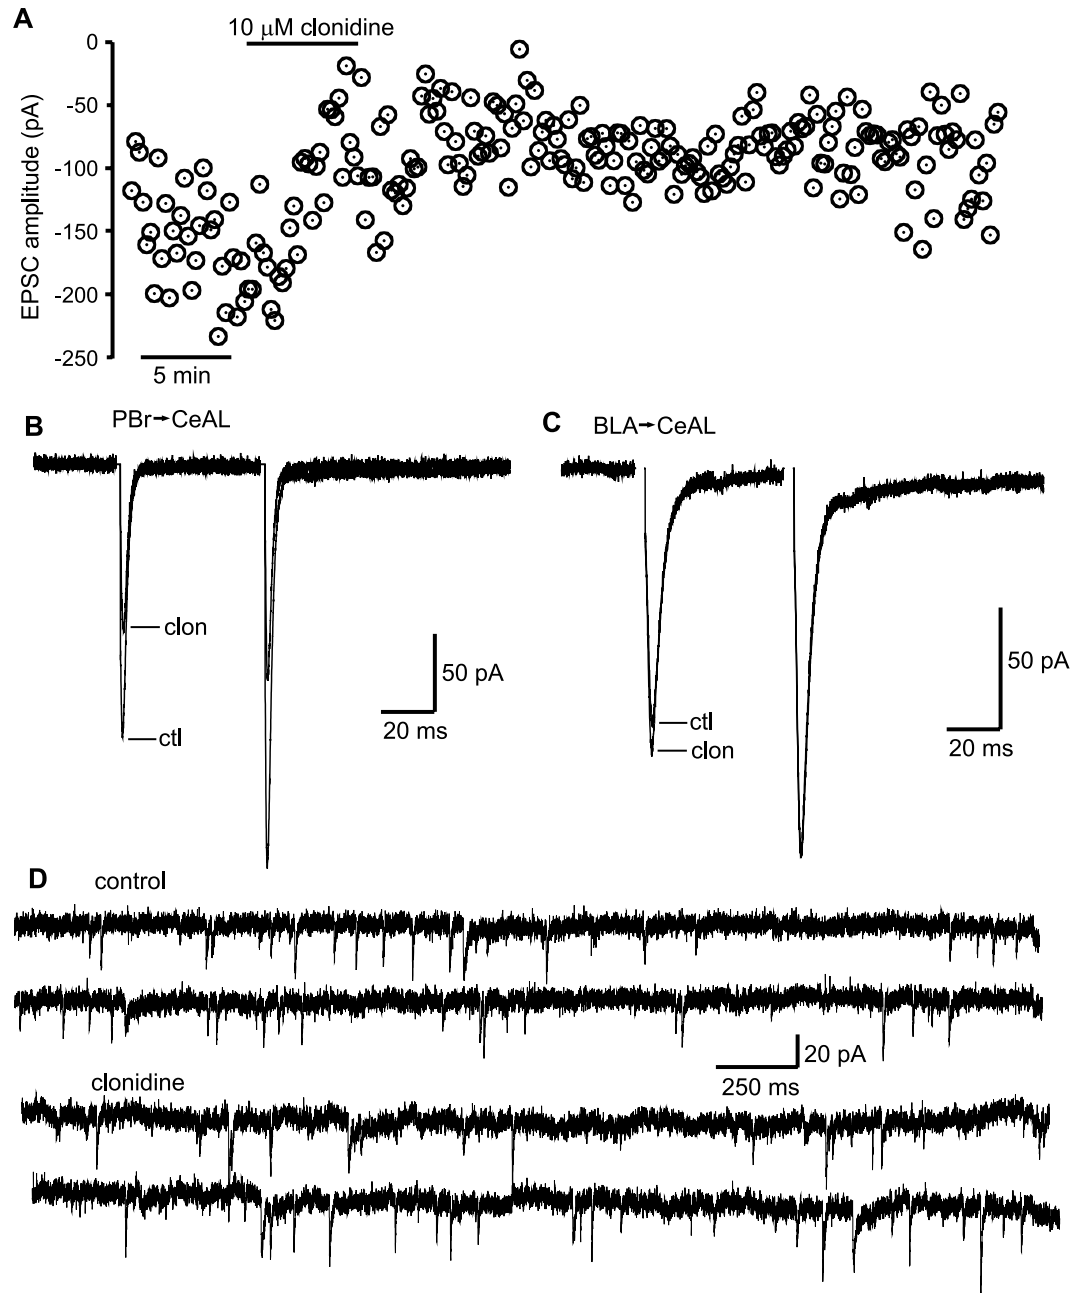 A
10 μM clonidine
0
-50
-100
-150
-200
-250
EPSC amplitude (pA)
5 min
B
PBr→CeAL
clon
ctl
50 pA
20 ms
C
BLA→CeAL
ctl
clon
50 pA
20 ms
D
control
20 pA
250 ms
clonidine